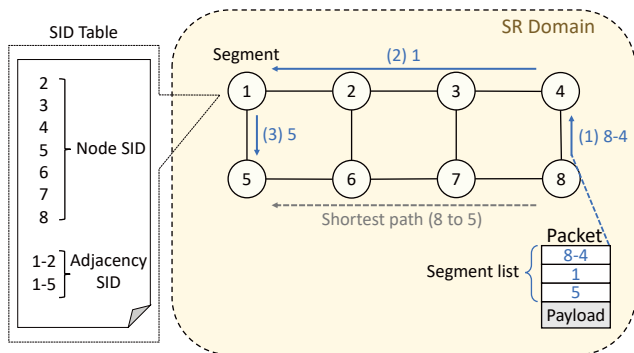 SID Table
2
3
4
5
6
7
8
Node SID
1-2
1-5
Adjacency
SID
SR Domain
Segment
(2) 1
1
2
3
4
(3) 5
(1) 8-4
5
6
7
8
Shortest path (8 to 5)
Packet
Segment list
8-4
1
5
Payload